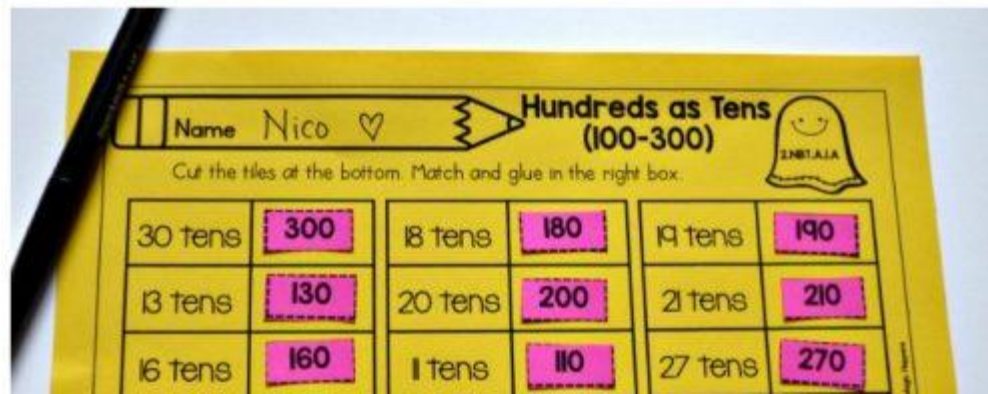 Name Nico ♡
Hundreds as Tens
(100-300)
2.NBT.A.1.A
Cut the tiles at the bottom. Match and glue in the right box.
30 tens 300 18 tens 180 19 tens 190
13 tens 130 20 tens 200 21 tens 210
16 tens 160 11 tens 110 27 tens 270